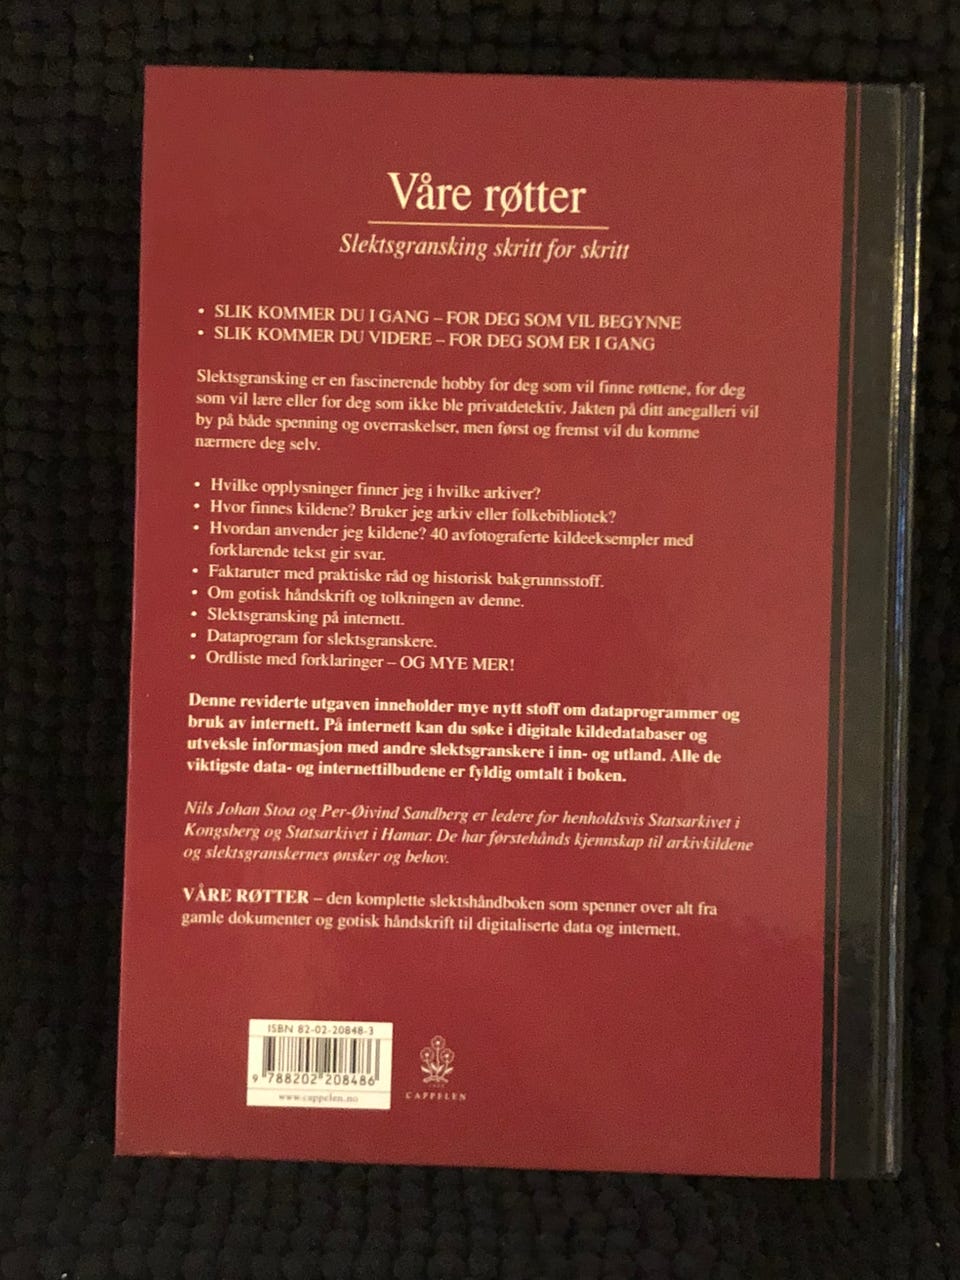 Våre røtter
Slektsgransking skritt for skritt
• SLIK KOMMER DU I GANG – FOR DEG SOM VIL BEGYNNE
• SLIK KOMMER DU VIDERE – FOR DEG SOM ER I GANG
Slektsgransking er en fascinerende hobby for deg som vil finne røttene, for deg
som vil lære eller for deg som ikke ble privatdetektiv. Jakten på ditt anegalleri vil
by på både spenning og overraskelser, men først og fremst vil du komme
nærmere deg selv.
• Hvilke opplysninger finner jeg i hvilke arkiver?
• Hvor finnes kildene? Bruker jeg arkiv eller folkebibliotek?
• Hvordan anvender jeg kildene? 40 avfotograferte kildeeksempler med
forklarende tekst gir svar.
• Faktaruter med praktiske råd og historisk bakgrunnsstoff.
• Om gotisk håndskrift og tolkningen av denne.
• Slektsgransking på internett.
• Dataprogram for slektsgranskere.
• Ordliste med forklaringer – OG MYE MER!
Denne reviderte utgaven inneholder mye nytt stoff om dataprogrammer og
bruk av internett. På internett kan du søke i digitale kildedatabaser og
utveksle informasjon med andre slektsgranskere i inn- og utland. Alle de
viktigste data- og internettilbudene er fyldig omtalt i boken.
Nils Johan Stoa og Per-Øivind Sandberg er ledere for henholdsvis Statsarkivet i
Kongsberg og Statsarkivet i Hamar. De har førstehånds kjennskap til arkivkildene
og slektsgranskernes ønsker og behov.
VÅRE RØTTER – den komplette slektshåndboken som spenner over alt fra
gamle dokumenter og gotisk håndskrift til digitaliserte data og internett.
ISBN 82-02-20848-3
9 788202 208486
www.cappelen.no
CAPPELEN